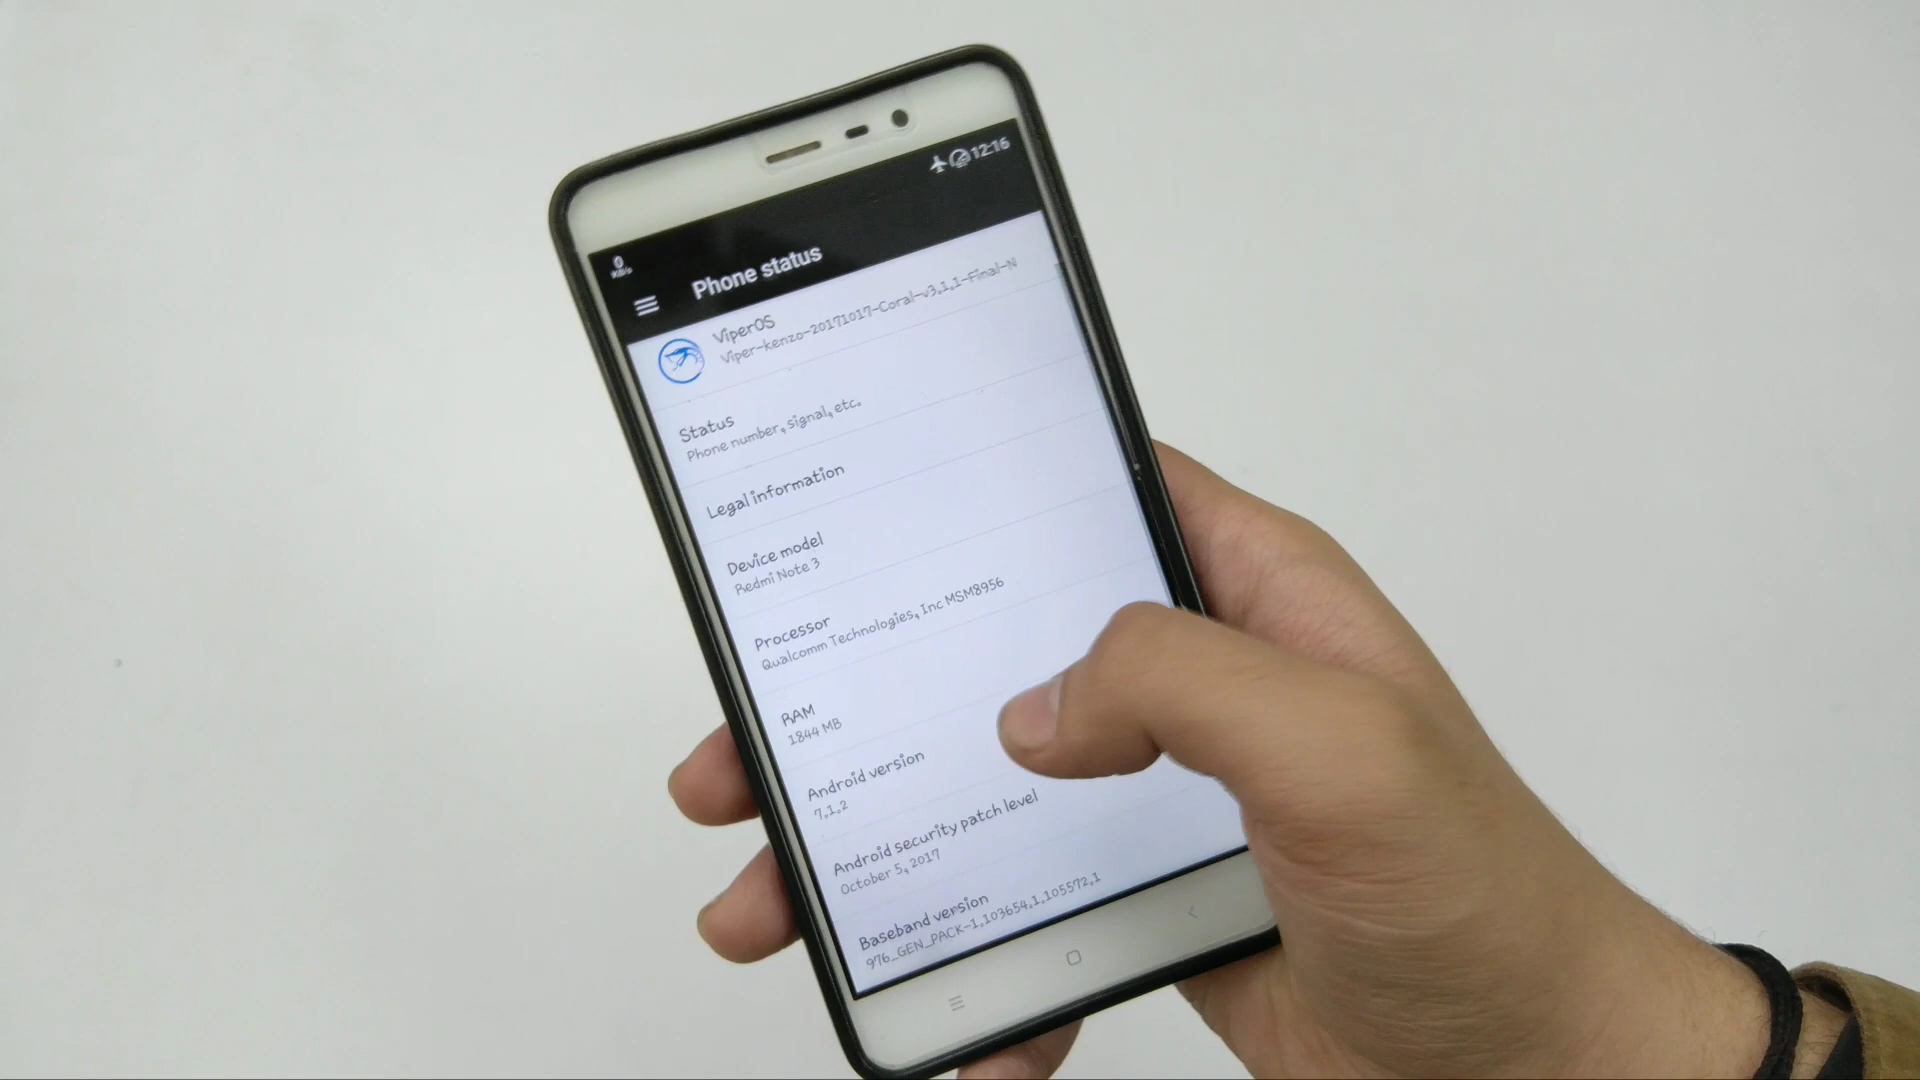 12:16
0
KB/s
Phone status
ViperOS
Viper-kenzo-20171017-Coral-v3.1.1-Final-N
Status
Phone number, signal, etc.
Legal information
Device model
Redmi Note 3
Processor
Qualcomm Technologies, Inc MSM8956
RAM
1844 MB
Android version
7.1.2
Android security patch level
October 5, 2017
Baseband version
976_GEN_PACK-1.103654.1.105572.1